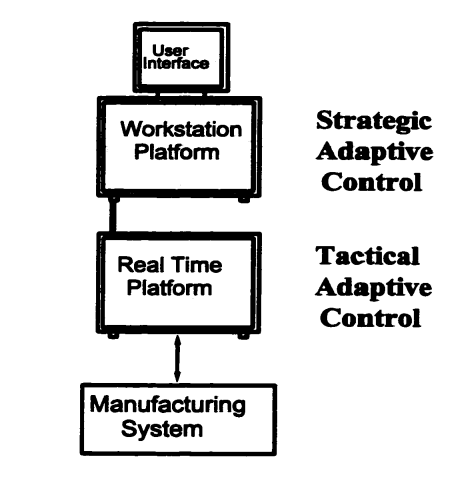 User
Interface
Workstation
Platform
Strategic
Adaptive
Control
Real Time
Platform
Tactical
Adaptive
Control
Manufacturing
System